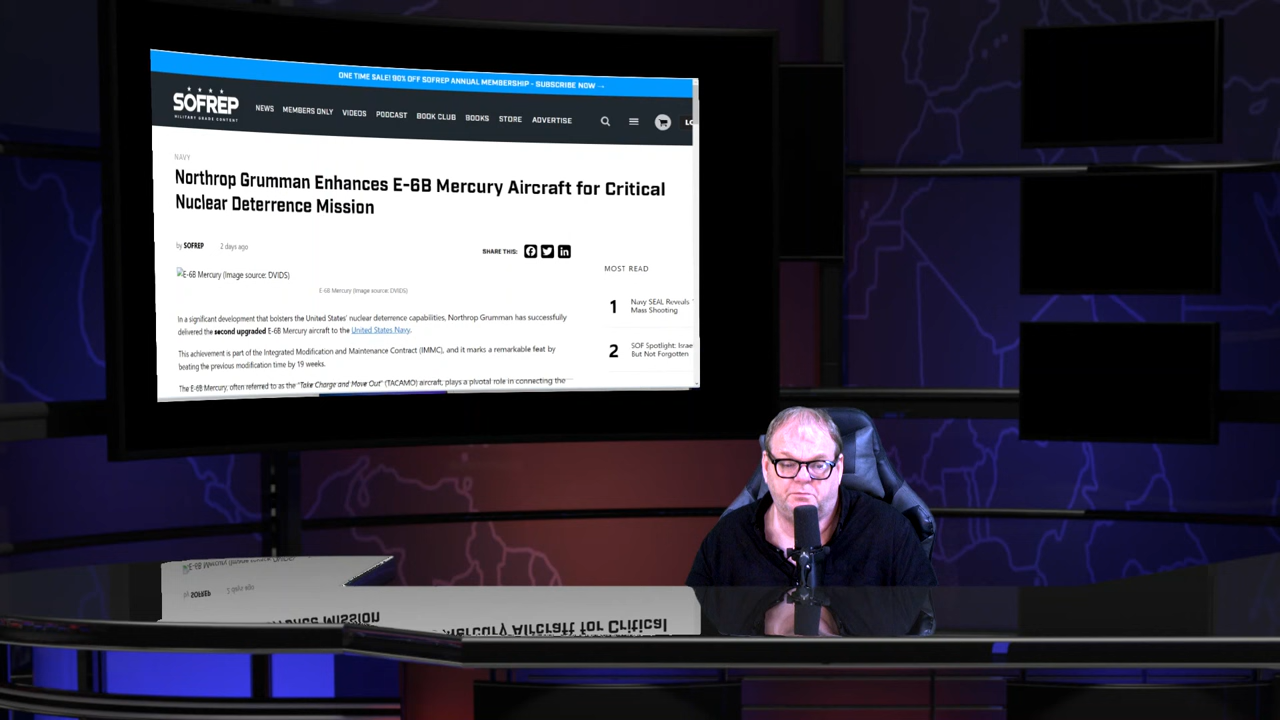 ONE TIME SALE! 90% OFF SOFREP ANNUAL MEMBERSHIP - SUBSCRIBE NOW →
SOFREP
MILITARY GRADE CONTENT
NEWS MEMBERS ONLY VIDEOS PODCAST BOOK CLUB BOOKS STORE ADVERTISE
NAVY
Northrop Grumman Enhances E-6B Mercury Aircraft for Critical
Nuclear Deterrence Mission
by SOFREP 2 days ago
SHARE THIS:
E-6B Mercury (Image source: DVIDS)
E-6B Mercury (Image source: DVIDS)
In a significant development that bolsters the United States' nuclear deterrence capabilities, Northrop Grumman has successfully
delivered the second upgraded E-6B Mercury aircraft to the United States Navy.
This achievement is part of the Integrated Modification and Maintenance Contract (IMMC), and it marks a remarkable feat by
beating the previous modification time by 19 weeks.
The E-6B Mercury, often referred to as the "Take Charge and Move Out" (TACAMO) aircraft, plays a pivotal role in connecting the
MOST READ
1 Navy SEAL Reveals
Mass Shooting
2 SOF Spotlight: Israe
But Not Forgotten